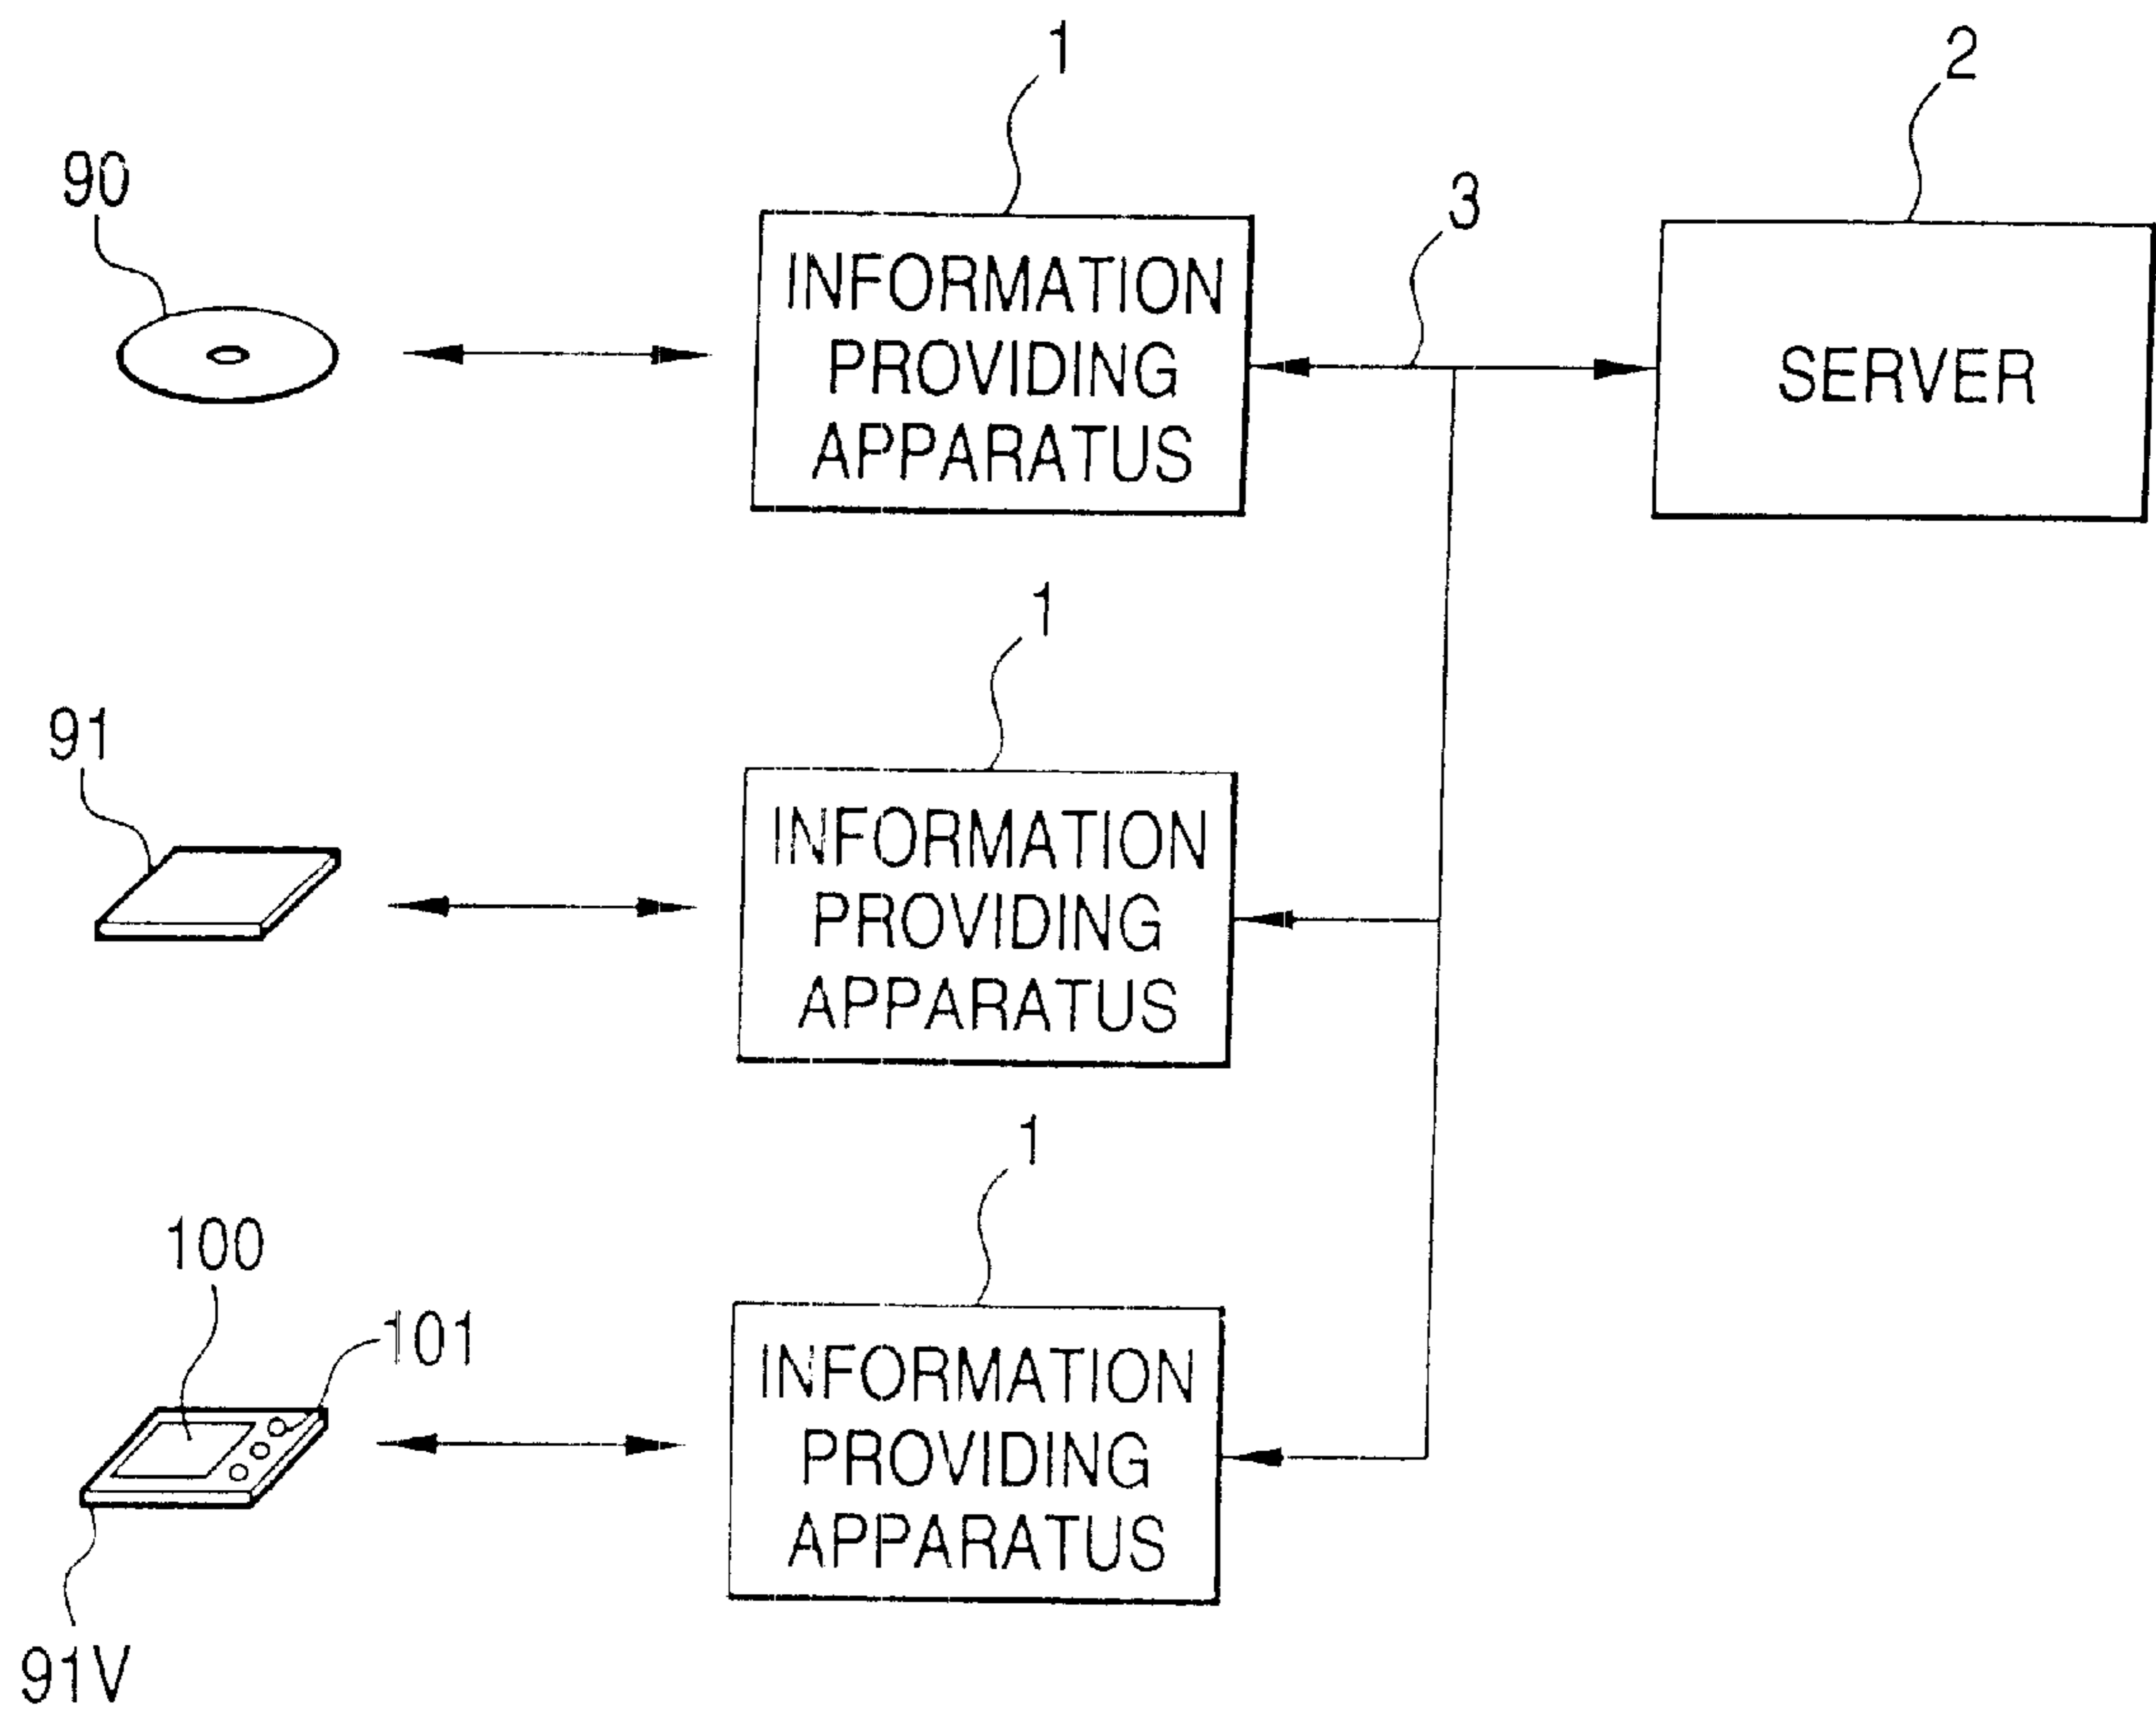 1
2
90
3
INFORMATION
PROVIDING
APPARATUS
SERVER
1
91
INFORMATION
PROVIDING
APPARATUS
1
100
101
INFORMATION
PROVIDING
APPARATUS
91V